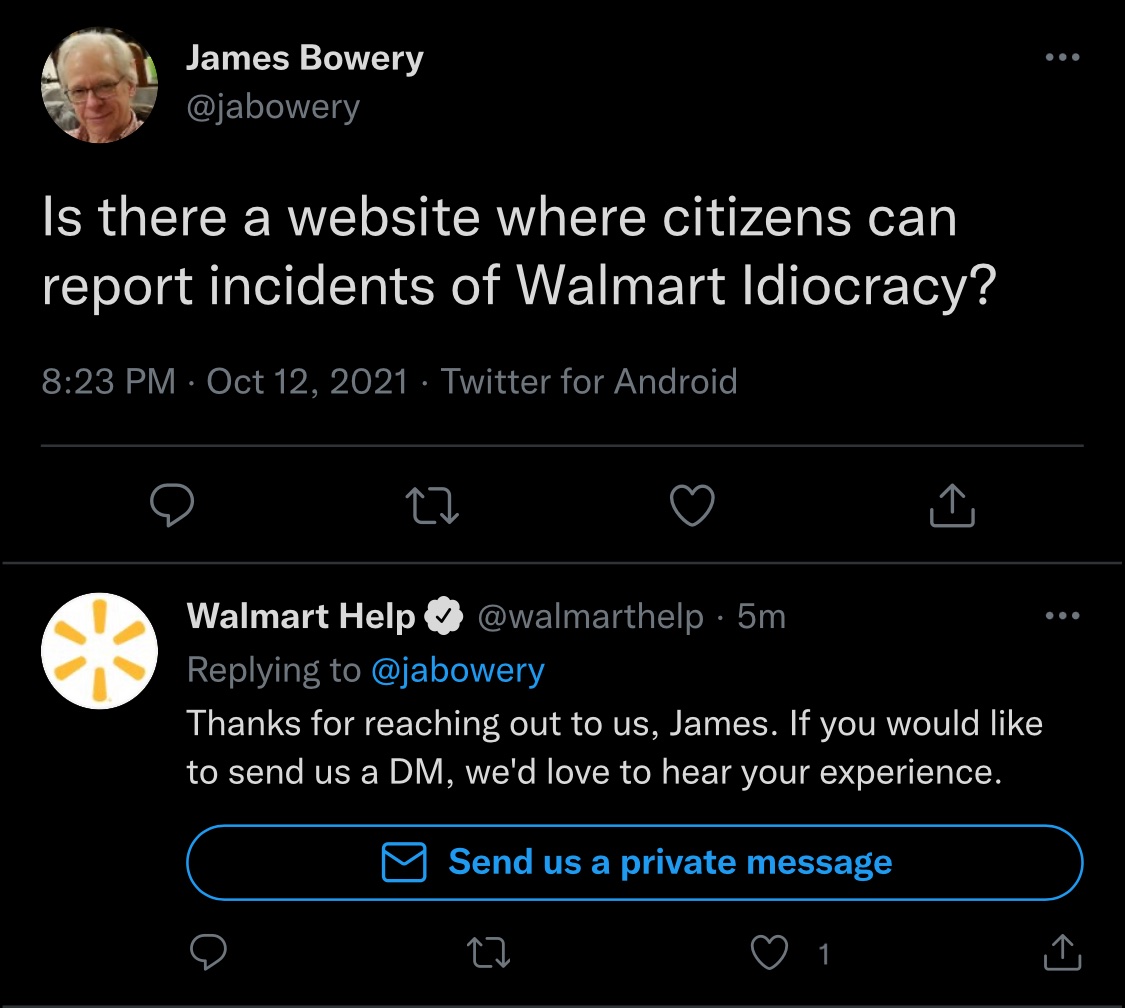 James Bowery
@jabowery
Is there a website where citizens can
report incidents of Walmart Idiocracy?
8:23 PM · Oct 12, 2021 · Twitter for Android
Walmart Help @walmarthelp · 5m
Replying to @jabowery
Thanks for reaching out to us, James. If you would like
to send us a DM, we'd love to hear your experience.
Send us a private message
1